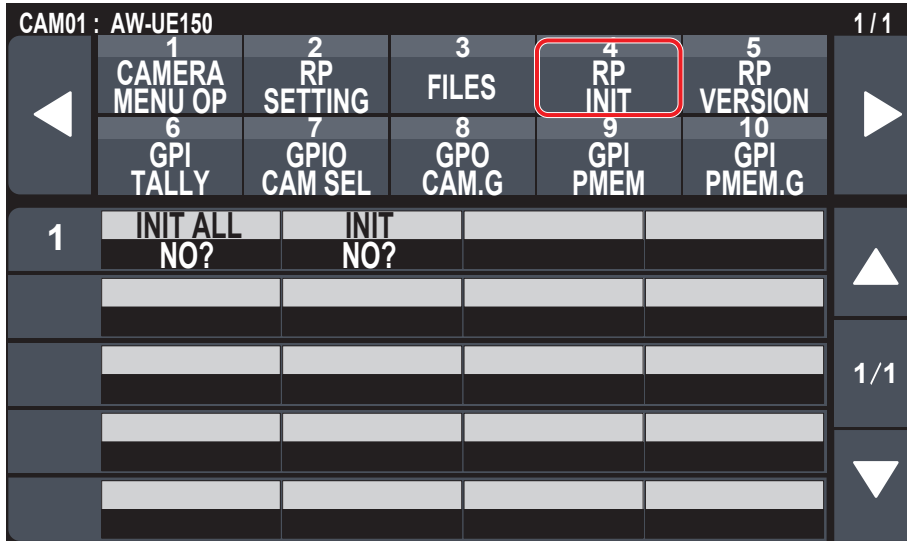 CAM01 : AW-UE150 1/1
1 2 3 4 5
CAMERA MENU OP RP SETTING FILES RP INIT RP VERSION
6 7 8 9 10
GPI TALLY GPIO CAM SEL GPO CAM.G GPI PMEM GPI PMEM.G
1 INIT ALL INIT
NO? NO?
1/1